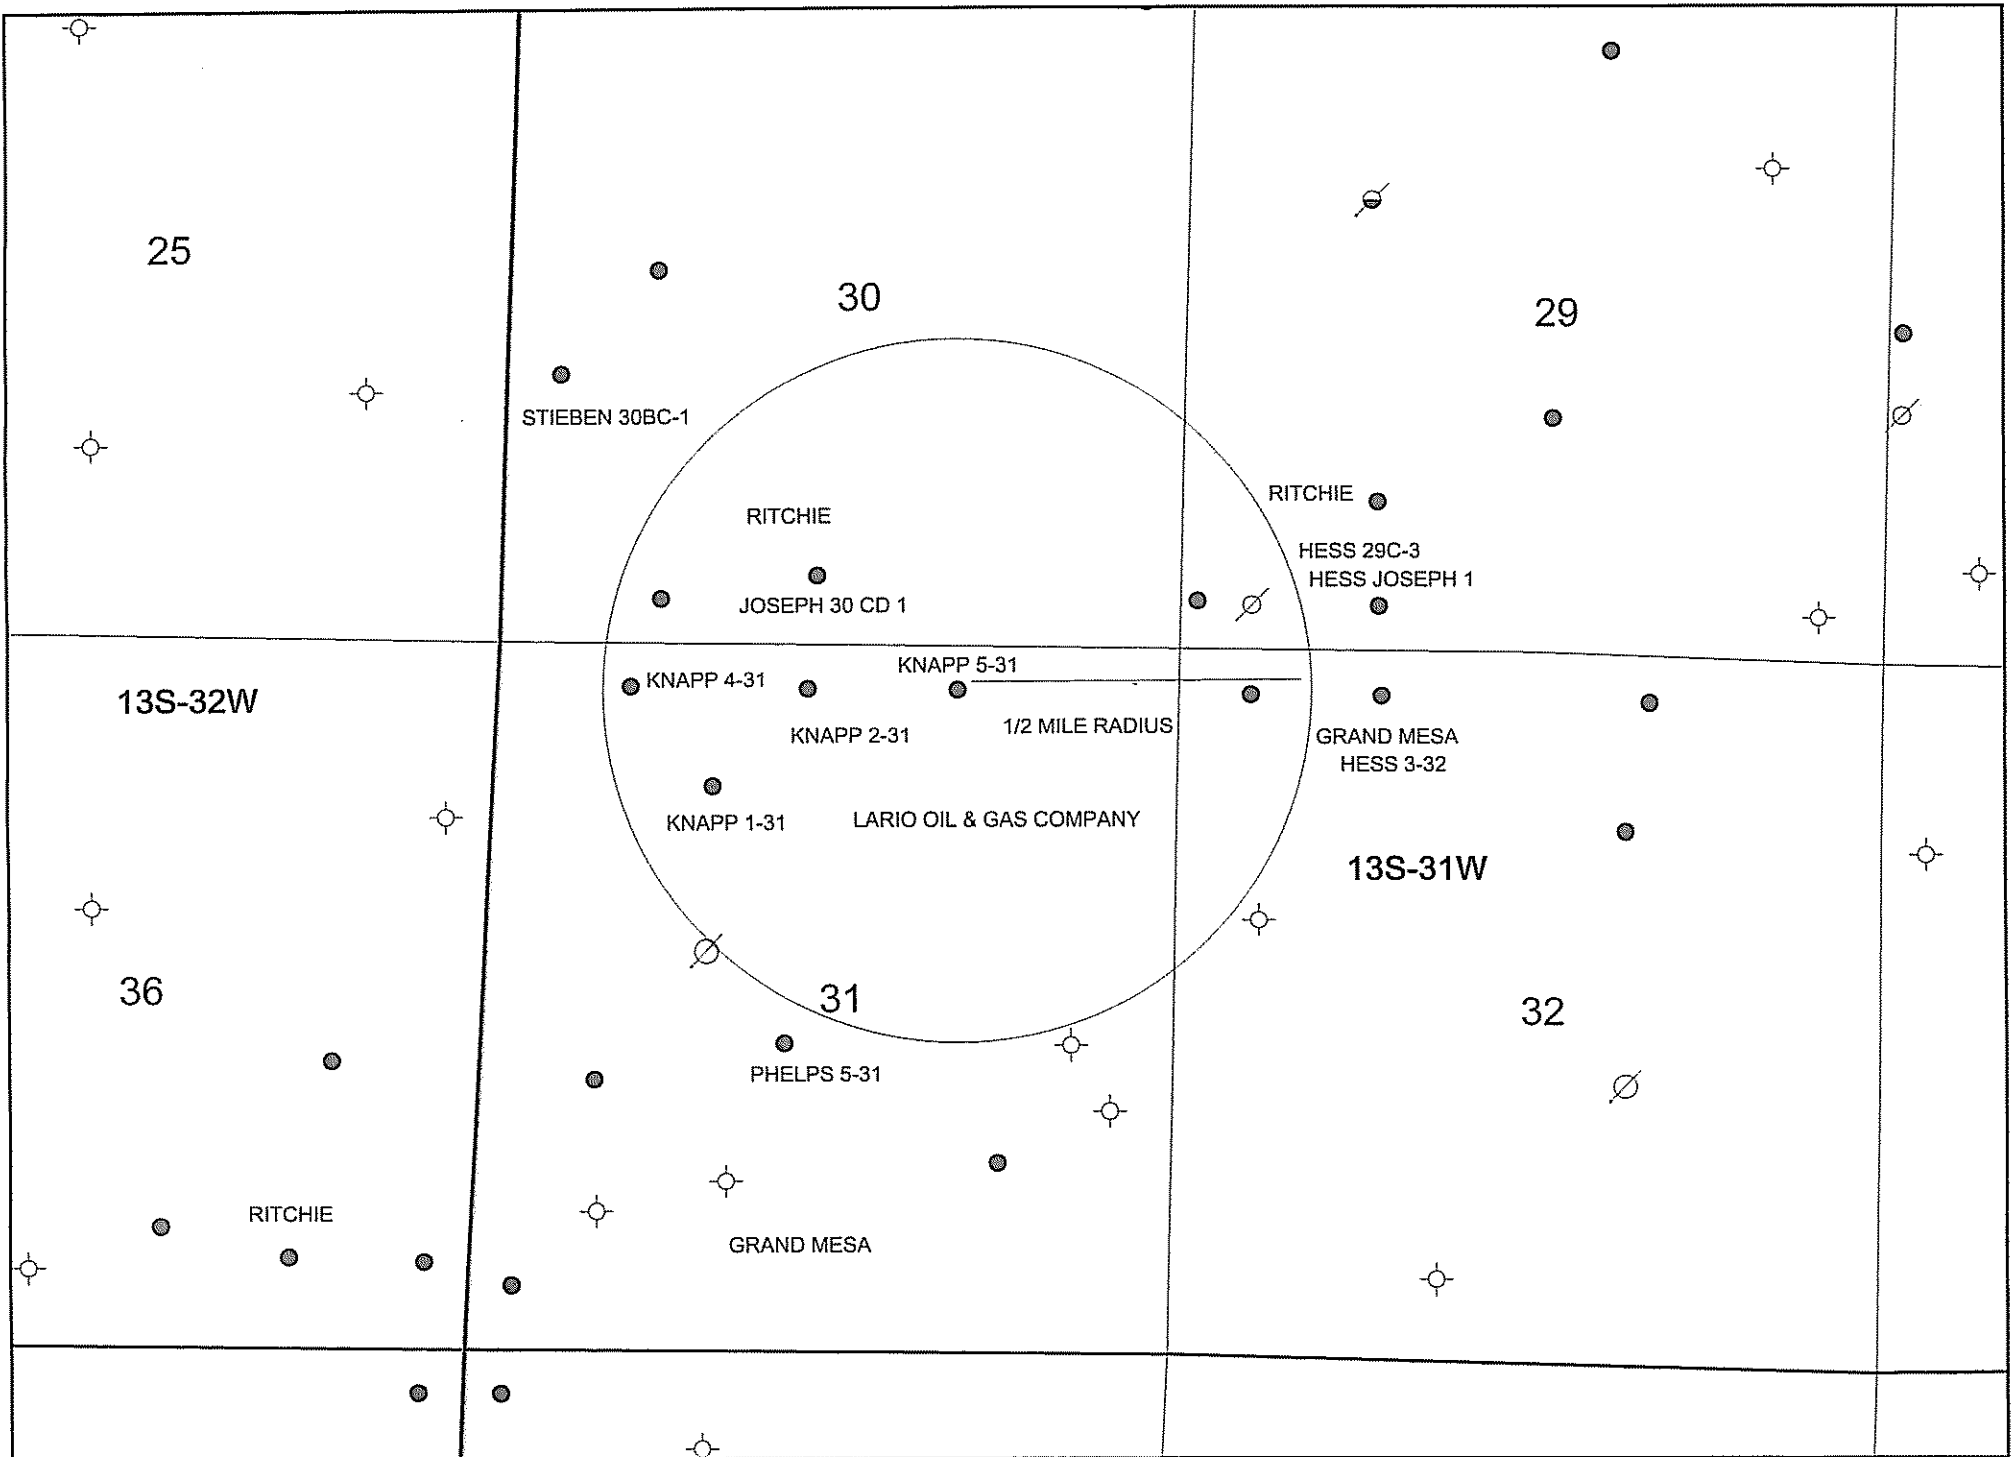 25
30
29
STIEBEN 30BC-1
RITCHIE
RITCHIE
HESS 29C-3
HESS JOSEPH 1
JOSEPH 30 CD 1
KNAPP 5-31
KNAPP 4-31
13S-32W
1/2 MILE RADIUS
KNAPP 2-31
GRAND MESA
HESS 3-32
KNAPP 1-31
LARIO OIL & GAS COMPANY
13S-31W
36
31
32
PHELPS 5-31
RITCHIE
GRAND MESA